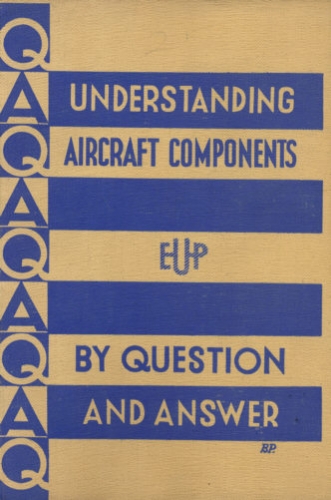 Q
A
Q
A
Q
A
Q
A
Q
UNDERSTANDING
AIRCRAFT COMPONENTS
EUP
BY QUESTION
AND ANSWER
B.P.